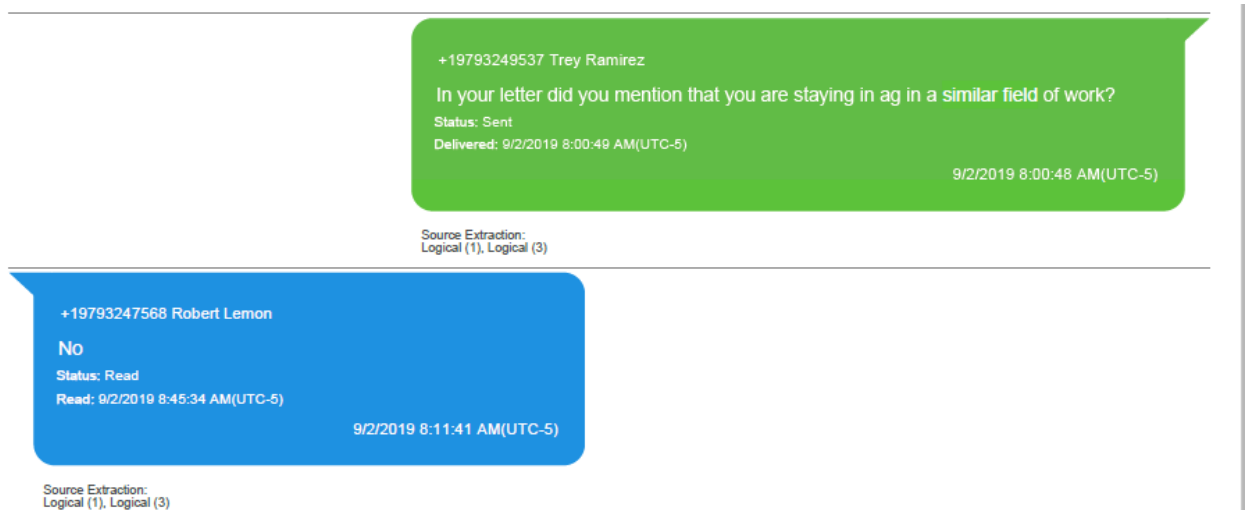 +19793249537 Trey Ramirez
In your letter did you mention that you are staying in ag in a similar field of work?
Status: Sent
Delivered: 9/2/2019 8:00:49 AM(UTC-5)
9/2/2019 8:00:48 AM(UTC-5)
Source Extraction:
Logical (1), Logical (3)
+19793247568 Robert Lemon
No
Status: Read
Read: 9/2/2019 8:45:34 AM(UTC-5)
9/2/2019 8:11:41 AM(UTC-5)
Source Extraction:
Logical (1), Logical (3)